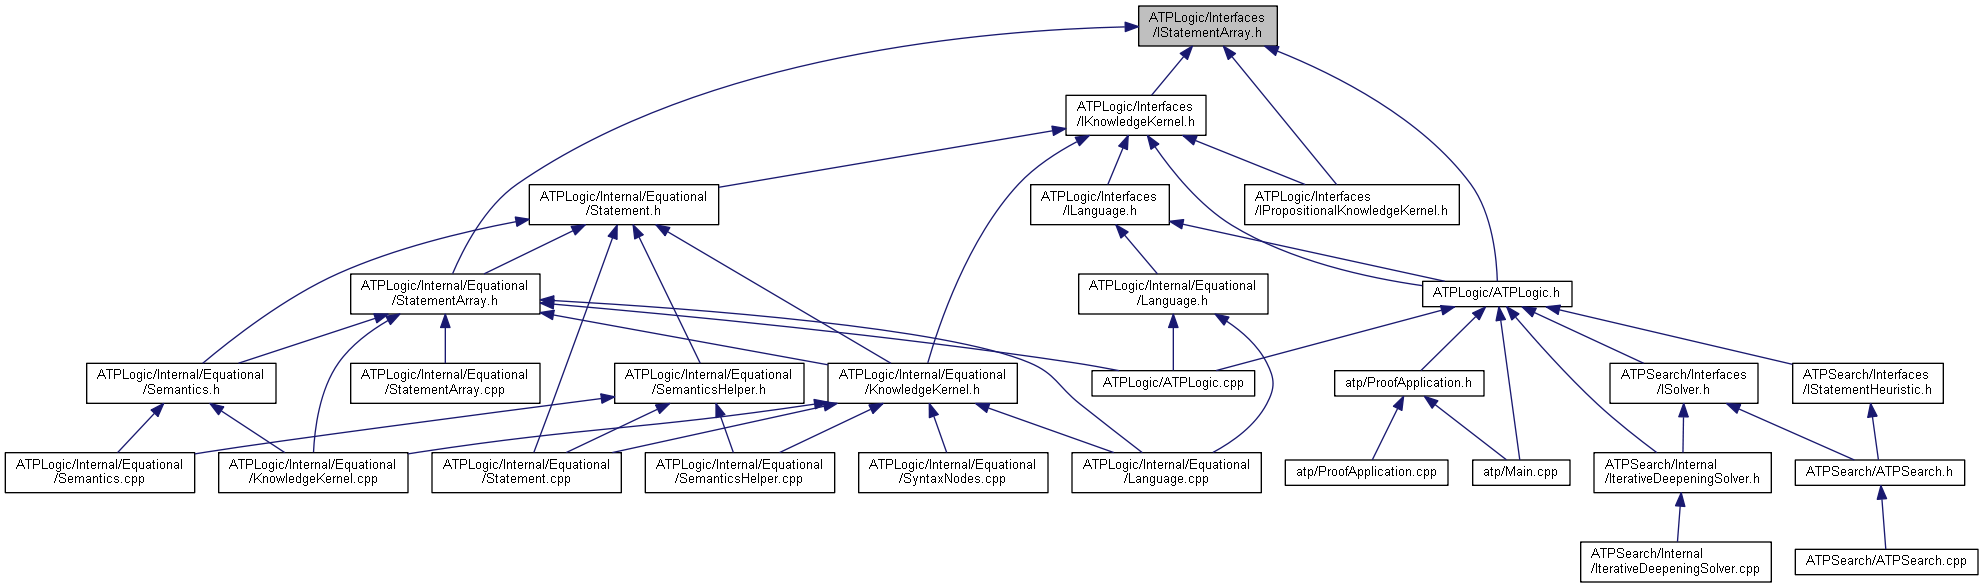 ATPLogic/Interfaces
/IStatementArray.h
ATPLogic/Interfaces
/IKnowledgeKernel.h
ATPLogic/Internal/Equational
/Statement.h
ATPLogic/Interfaces
/ILanguage.h
ATPLogic/Interfaces
/IPropositionalKnowledgeKernel.h
ATPLogic/Internal/Equational
/StatementArray.h
ATPLogic/Internal/Equational
/Language.h
ATPLogic/ATPLogic.h
ATPLogic/Internal/Equational
/Semantics.h
ATPLogic/Internal/Equational
/StatementArray.cpp
ATPLogic/Internal/Equational
/SemanticsHelper.h
ATPLogic/Internal/Equational
/KnowledgeKernel.h
ATPLogic/ATPLogic.cpp
atp/ProofApplication.h
ATPSearch/Interfaces
/ISolver.h
ATPSearch/Interfaces
/IStatementHeuristic.h
ATPLogic/Internal/Equational
/Semantics.cpp
ATPLogic/Internal/Equational
/KnowledgeKernel.cpp
ATPLogic/Internal/Equational
/Statement.cpp
ATPLogic/Internal/Equational
/SemanticsHelper.cpp
ATPLogic/Internal/Equational
/SyntaxNodes.cpp
ATPLogic/Internal/Equational
/Language.cpp
atp/ProofApplication.cpp
atp/Main.cpp
ATPSearch/Internal
/IterativeDeepeningSolver.h
ATPSearch/ATPSearch.h
ATPSearch/Internal
/IterativeDeepeningSolver.cpp
ATPSearch/ATPSearch.cpp